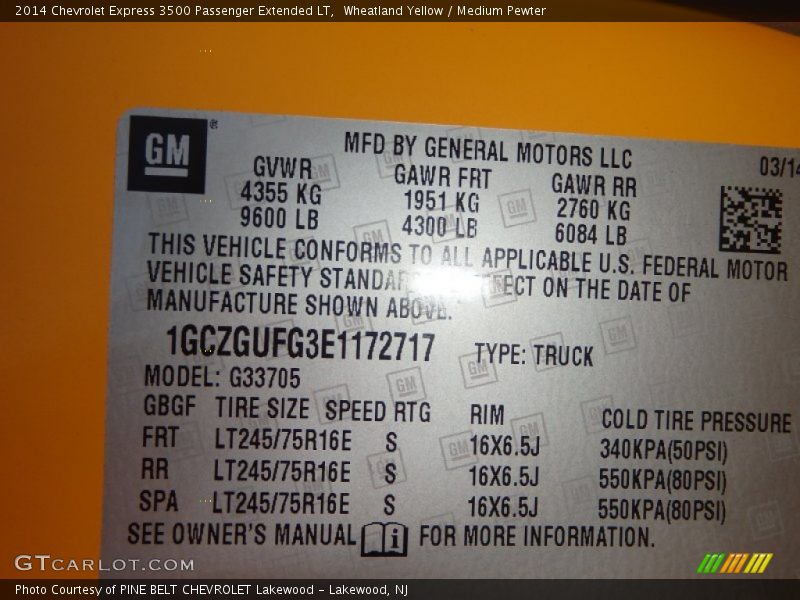 2014 Chevrolet Express 3500 Passenger Extended LT,  Wheatland Yellow / Medium Pewter
GM®
MFD BY GENERAL MOTORS LLC
03/14
GVWR GAWR FRT GAWR RR
4355 KG 1951 KG 2760 KG
9600 LB 4300 LB 6084 LB
THIS VEHICLE CONFORMS TO ALL APPLICABLE U.S. FEDERAL MOTOR
VEHICLE SAFETY STANDAR ECT ON THE DATE OF
MANUFACTURE SHOWN ABOVE.
1GCZGUFG3E1172717 TYPE: TRUCK
MODEL: G33705
GBGF TIRE SIZE SPEED RTG RIM COLD TIRE PRESSURE
FRT LT245/75R16E S 16X6.5J 340KPA(50PSI)
RR LT245/75R16E S 16X6.5J 550KPA(80PSI)
SPA LT245/75R16E S 16X6.5J 550KPA(80PSI)
SEE OWNER'S MANUAL i FOR MORE INFORMATION.
GTCARLOT.COM
Photo Courtesy of PINE BELT CHEVROLET Lakewood - Lakewood, NJ